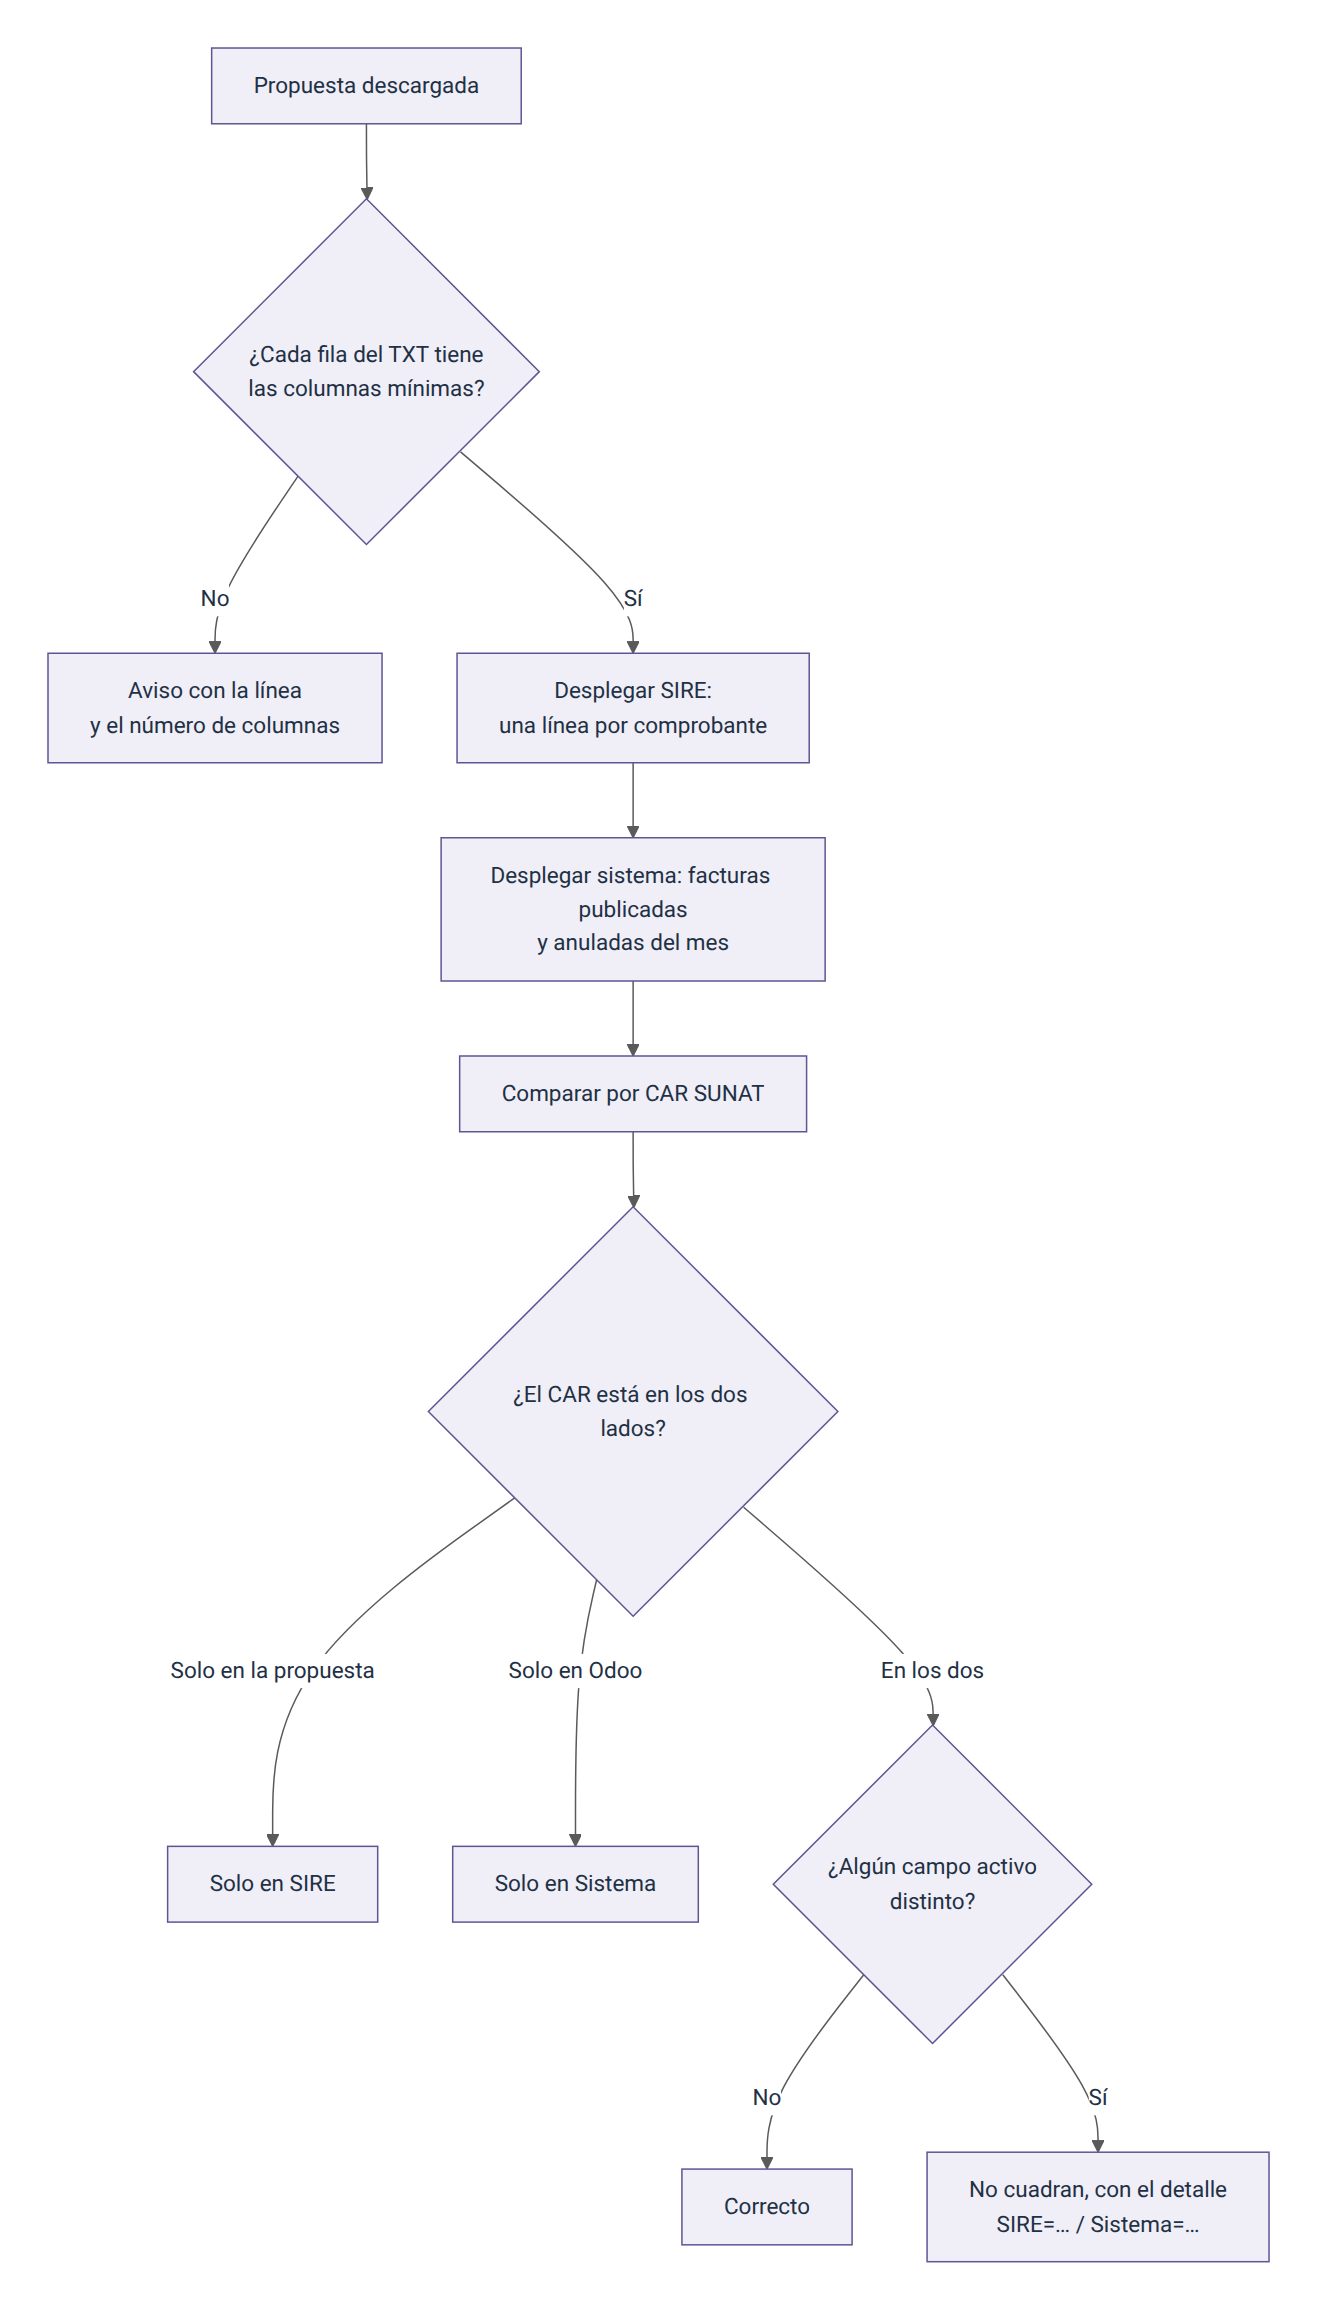 Propuesta descargada
¿Cada fila del TXT tiene
las columnas mínimas?
No
Sí
Aviso con la línea
y el número de columnas
Desplegar SIRE:
una línea por comprobante
Desplegar sistema: facturas
publicadas
y anuladas del mes
Comparar por CAR SUNAT
¿El CAR está en los dos
lados?
Solo en la propuesta
Solo en Odoo
En los dos
Solo en SIRE
Solo en Sistema
¿Algún campo activo
distinto?
No
Sí
Correcto
No cuadran, con el detalle
SIRE=... / Sistema=...